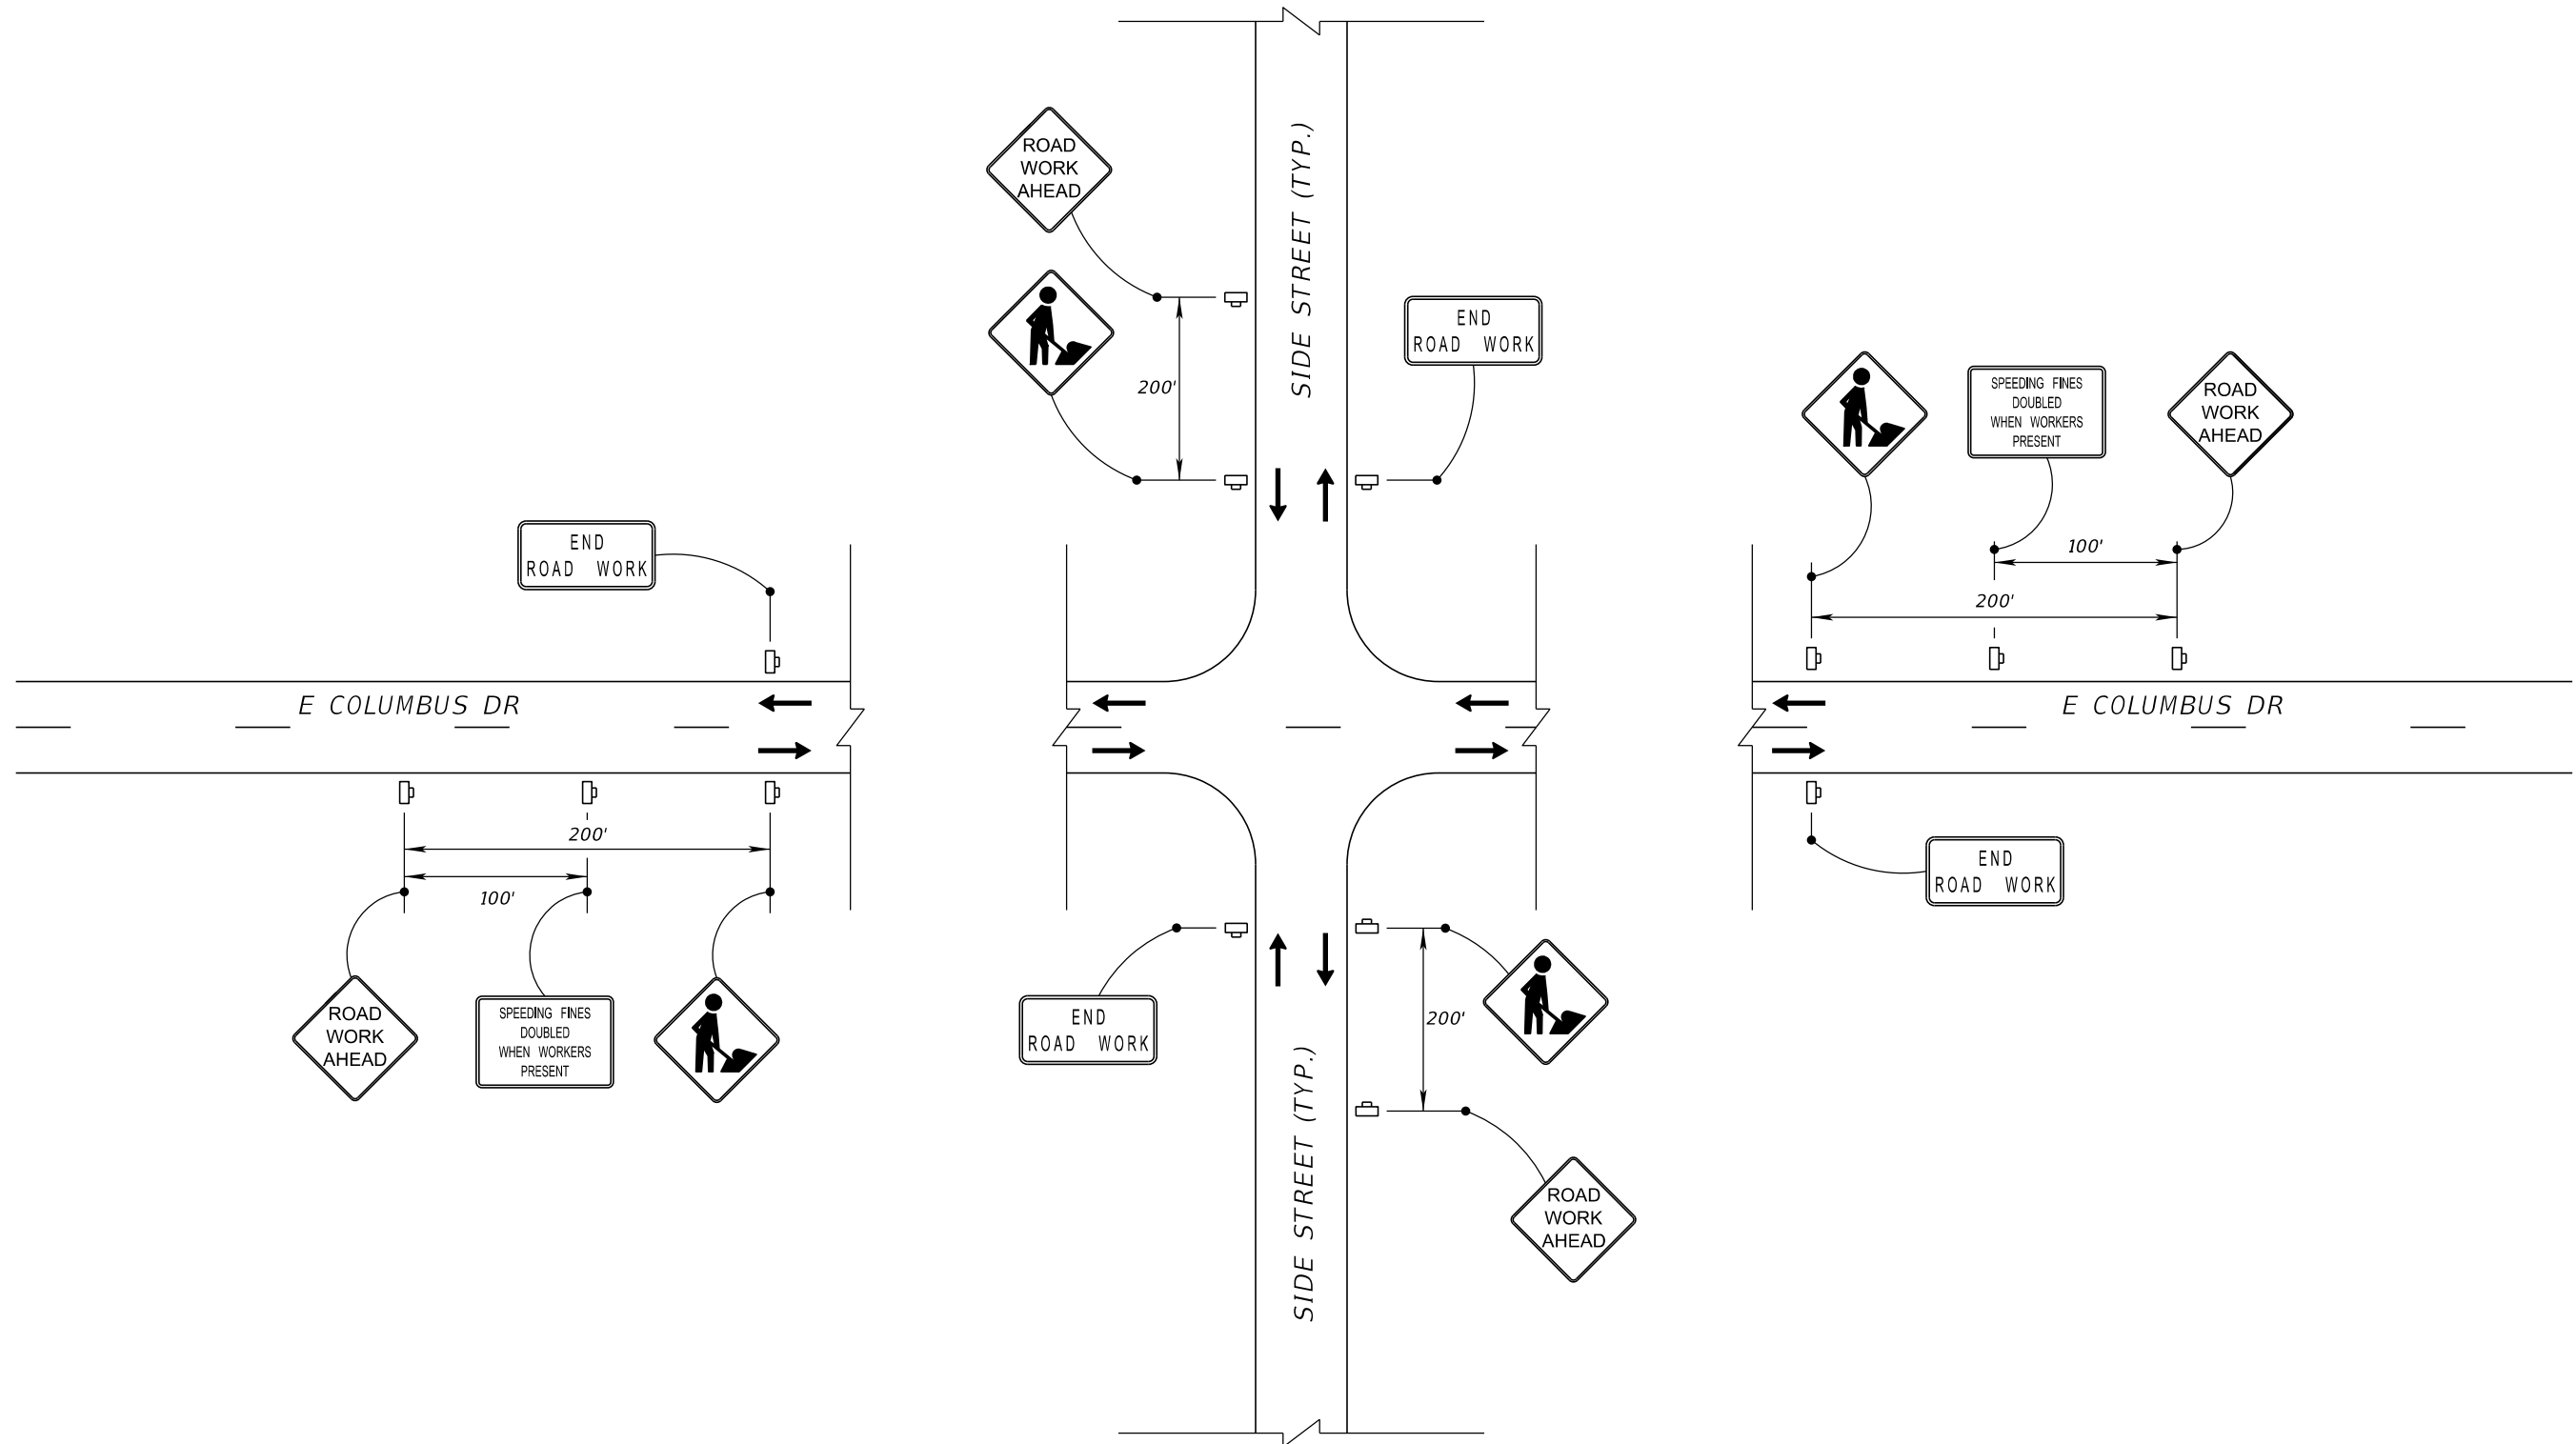 ROAD
WORK
AHEAD
SIDE STREET (TYP.)
200'
END
ROAD WORK
END
ROAD WORK
SPEEDING FINES
DOUBLED
WHEN WORKERS
PRESENT
ROAD
WORK
AHEAD
100'
200'
E COLUMBUS DR
E COLUMBUS DR
200'
100'
ROAD
WORK
AHEAD
SPEEDING FINES
DOUBLED
WHEN WORKERS
PRESENT
END
ROAD WORK
END
ROAD WORK
200'
SIDE STREET (TYP.)
ROAD
WORK
AHEAD